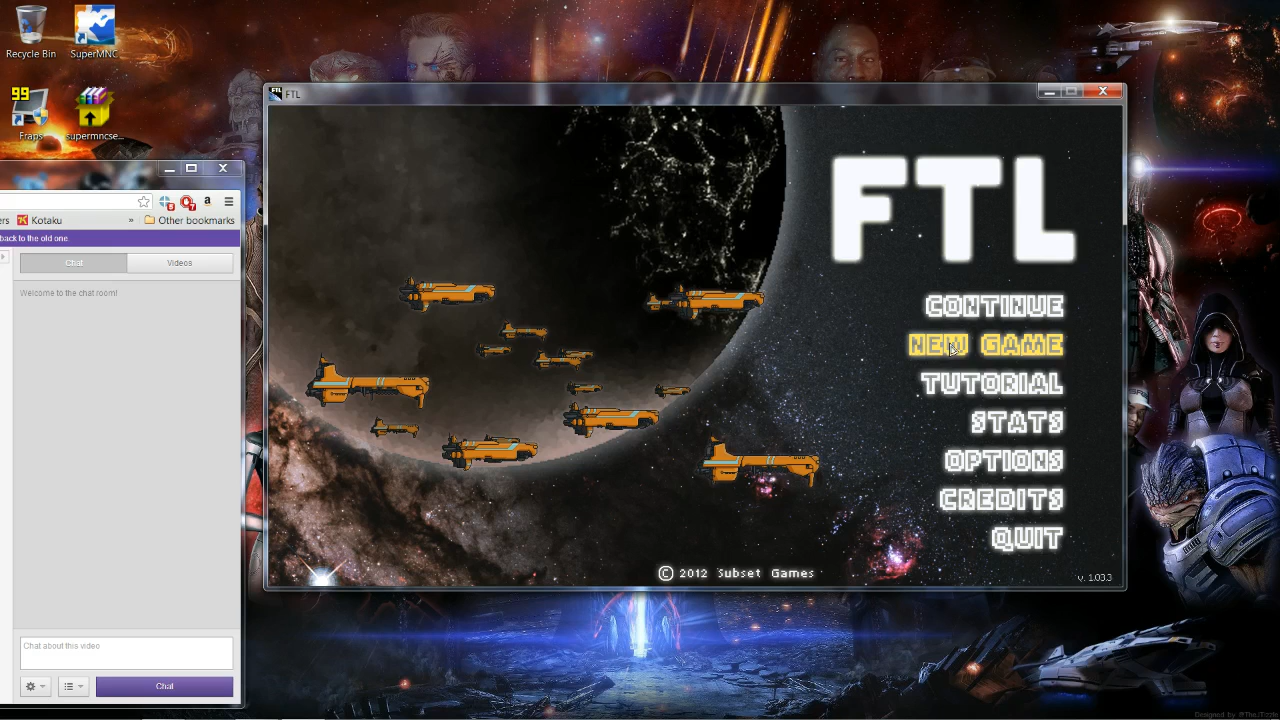 Recycle Bin
SuperMNC
99
Fraps
supermncse...
ers
Kotaku
»
Other bookmarks
back to the old one
Chat
Videos
Welcome to the chat room!
Chat about this video
Chat
FTL
FTL
CONTINUE
NEW GAME
TUTORIAL
STATS
OPTIONS
CREDITS
QUIT
© 2012 Subset Games
v. 1.03.3